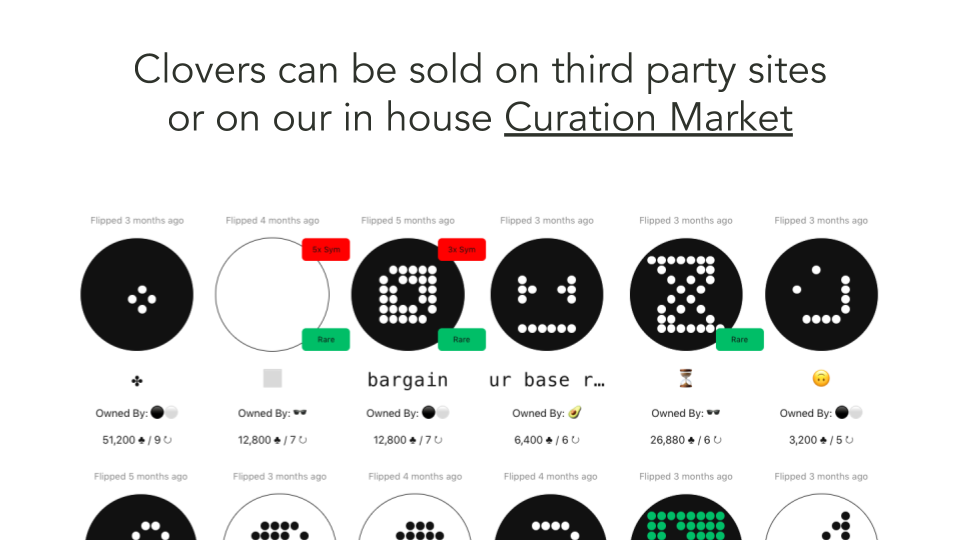 Clovers can be sold on third party sites
or on our in house Curation Market
Flipped 3 months ago Flipped 4 months ago Flipped 5 months ago Flipped 3 months ago Flipped 3 months ago Flipped 3 months ago
5x Sym 3x Sym
Rare Rare Rare
✤ bargain ur base r… ⏳ 🙃
Owned By: ⚫⚪ Owned By: 🕶️ Owned By: ⚫⚪ Owned By: 🥑 Owned By: 🕶️ Owned By: ⚫⚪
51,200 ♣ / 9 ↻ 12,800 ♣ / 7 ↻ 12,800 ♣ / 7 ↻ 6,400 ♣ / 6 ↻ 26,880 ♣ / 6 ↻ 3,200 ♣ / 5 ↻
Flipped 5 months ago Flipped 3 months ago Flipped 4 months ago Flipped 4 months ago Flipped 3 months ago Flipped 3 months ago